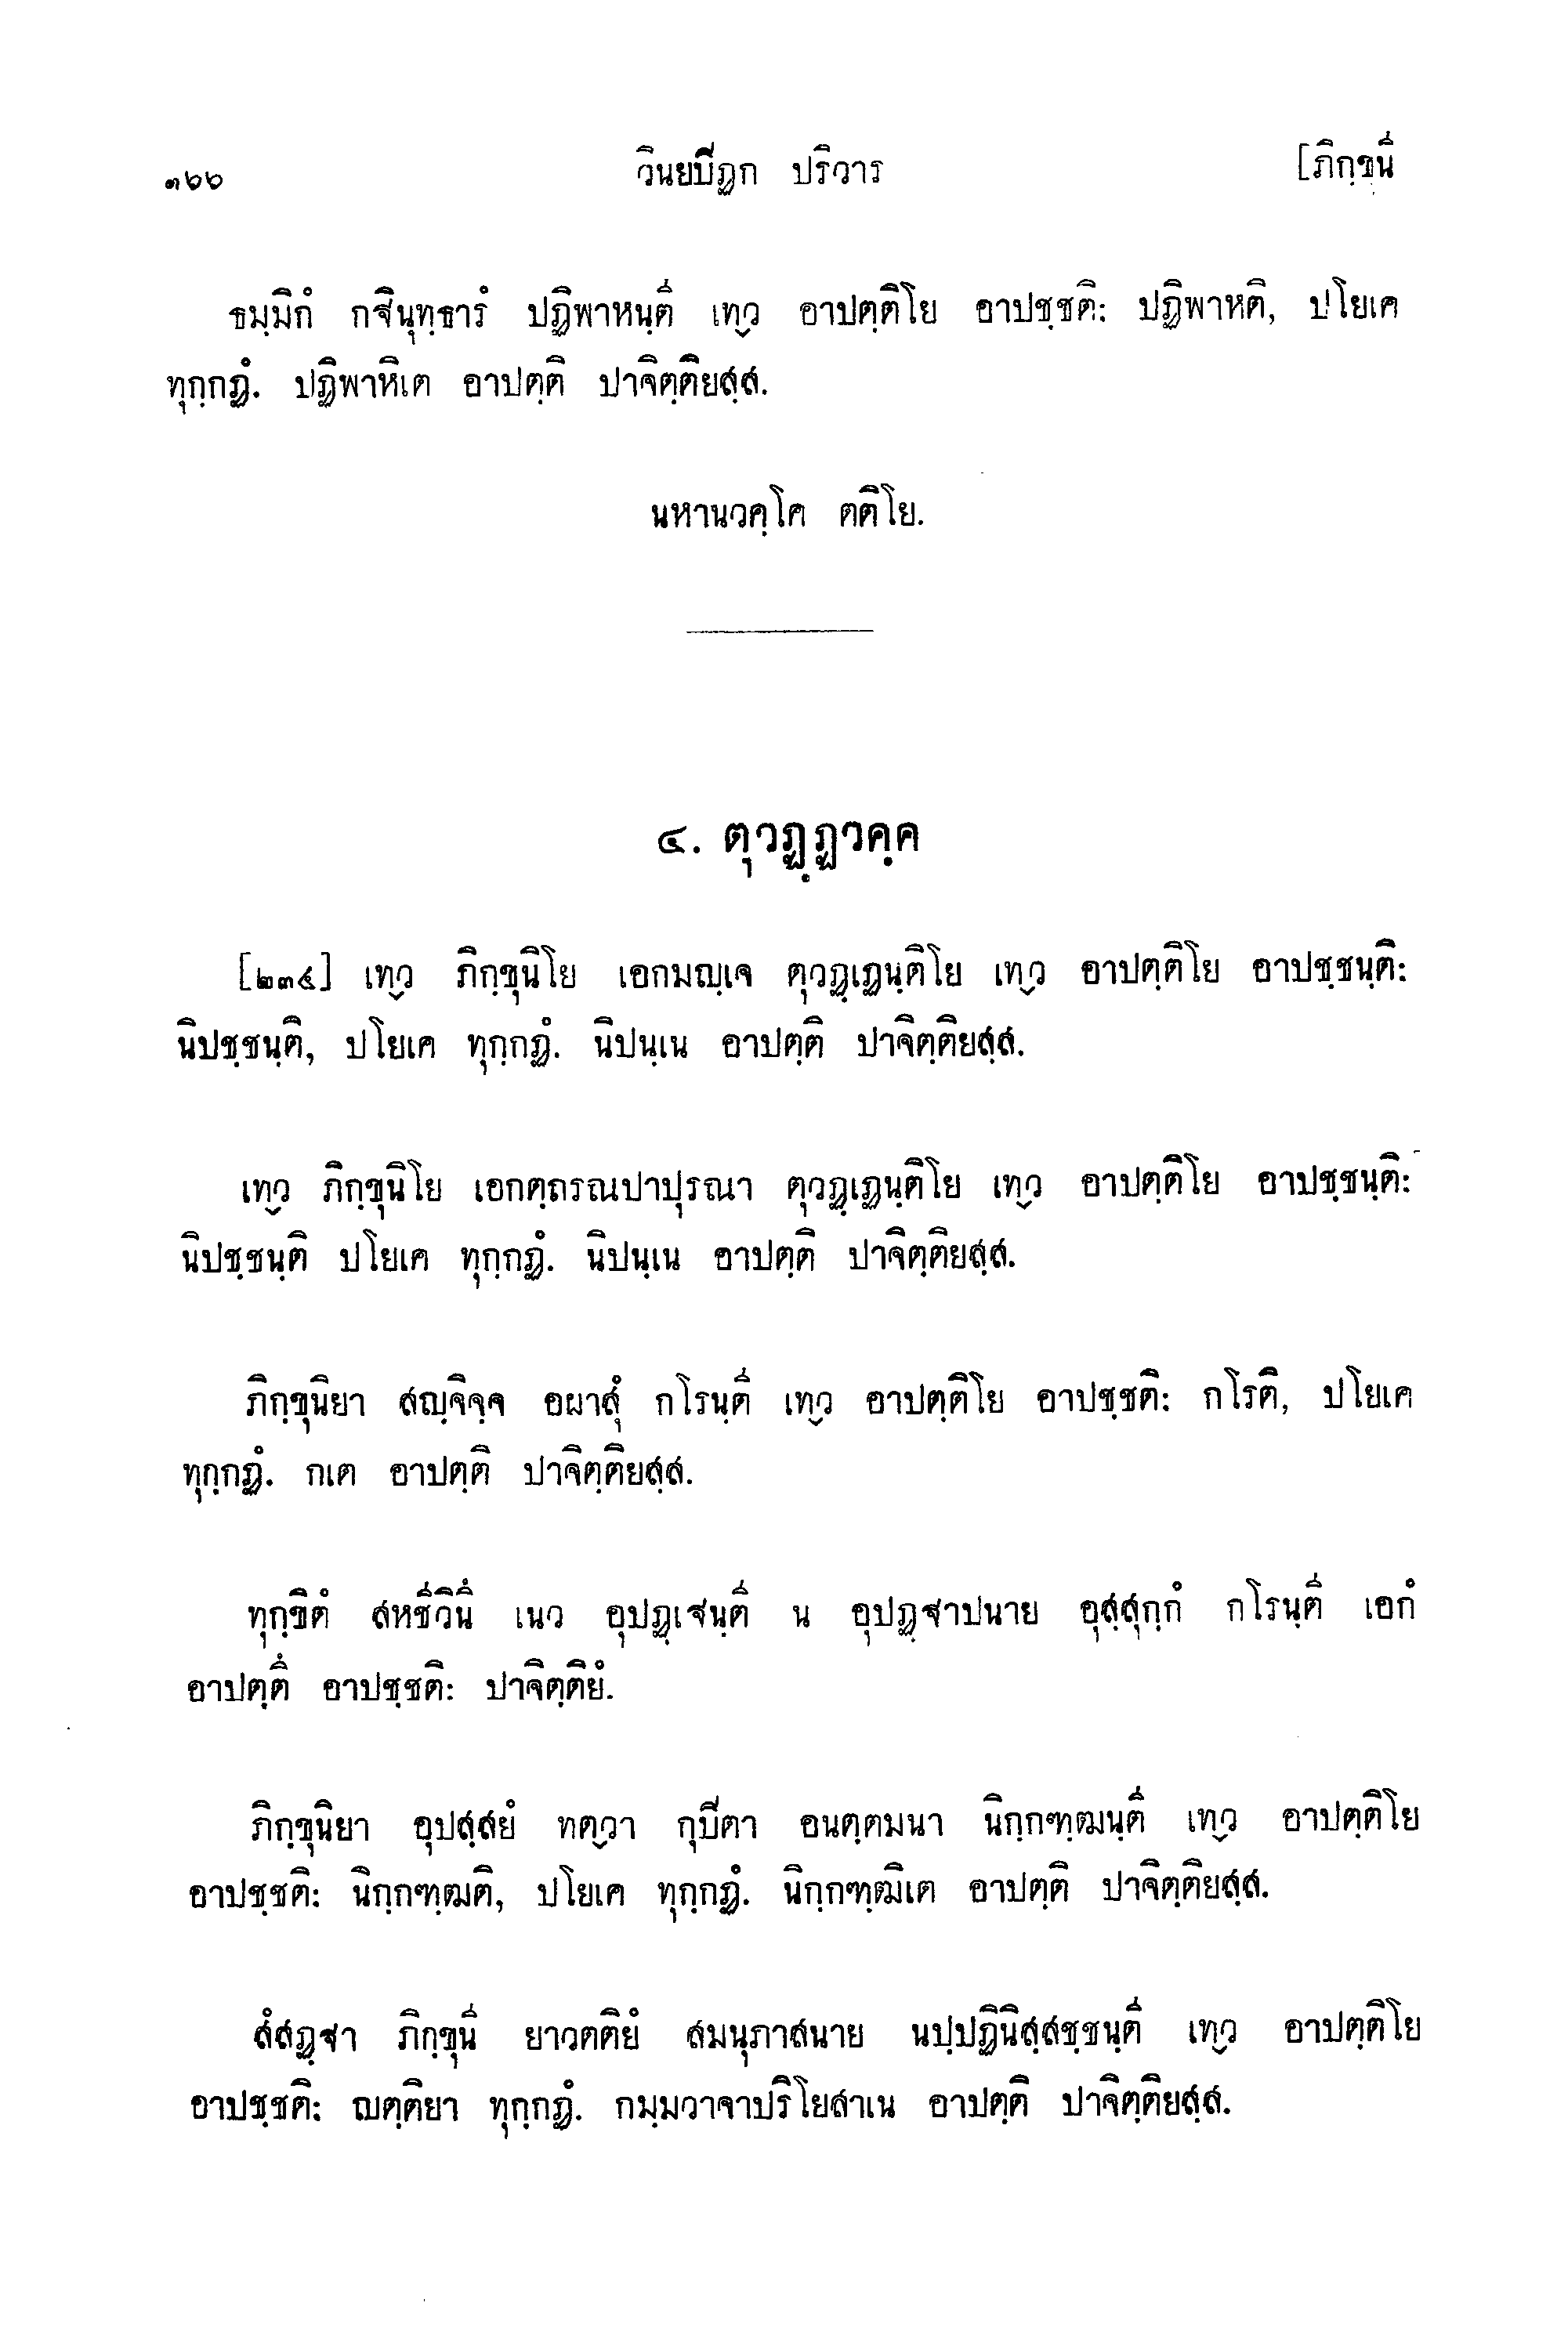 ๑๖๖ วินยปิฏก ปริวาร [ภิกฺขุนี
ธมฺมิกํ กฐินุทฺธารํ ปฏิพาหนฺตี เทฺว อาปตฺติโย อาปชฺชติ: ปฏิพาหติ, ปโยเค
ทุกฺกฏํ. ปฏิพาหิเต อาปตฺติ ปาจิตฺติยสฺส.
นหานวคฺโค ตติโย.
๔. ตุวฏฺฏวคฺค
[๒๓๔] เทฺว ภิกฺขุนิโย เอกมญฺเจ ตุวฏฺเฏนฺติโย เทฺว อาปตฺติโย อาปชฺชนฺติ:
นิปชฺชนฺติ, ปโยเค ทุกฺกฏํ. นิปนฺเน อาปตฺติ ปาจิตฺติยสฺส.
เทฺว ภิกฺขุนิโย เอกตฺถรณปาปุรณา ตุวฏฺเฏนฺติโย เทฺว อาปตฺติโย อาปชฺชนฺติ:
นิปชฺชนฺติ ปโยเค ทุกฺกฏํ. นิปนฺเน อาปตฺติ ปาจิตฺติยสฺส.
ภิกฺขุนิยา สญฺจิจฺจ อผาสุํ กโรนฺตี เทฺว อาปตฺติโย อาปชฺชติ: กโรติ, ปโยเค
ทุกฺกฏํ. กเต อาปตฺติ ปาจิตฺติยสฺส.
ทุกฺขิตํ สหชีวินึ เนว อุปฏฺเฐนฺตี น อุปฏฺฐาปนาย อุสฺสุกฺกํ กโรนฺตี เอกํ
อาปตฺตึ อาปชฺชติ: ปาจิตฺติยํ.
ภิกฺขุนิยา อุปสฺสยํ ทตฺวา กุปิตา อนตฺตมนา นิกฺกฑฺฒนฺตี เทฺว อาปตฺติโย
อาปชฺชติ: นิกฺกฑฺฒติ, ปโยเค ทุกฺกฏํ. นิกฺกฑฺฒิเต อาปตฺติ ปาจิตฺติยสฺส.
สํสฏฺฐา ภิกฺขุนี ยาวตติยํ สมนุภาสนาย นปฺปฏินิสฺสชฺชนฺตี เทฺว อาปตฺติโย
อาปชฺชติ: ญตฺติยา ทุกฺกฏํ. กมฺมวาจาปริโยสาเน อาปตฺติ ปาจิตฺติยสฺส.